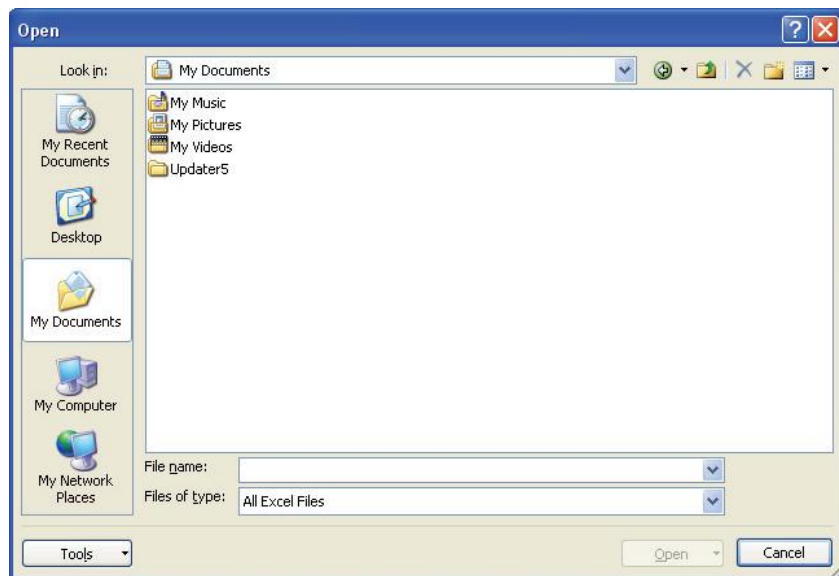 Open
Look in:
My Documents
My Recent
Documents
Desktop
My Documents
My Computer
My Network
Places
My Music
My Pictures
My Videos
Updater5
File name:
Files of type:
All Excel Files
Tools
Open
Cancel